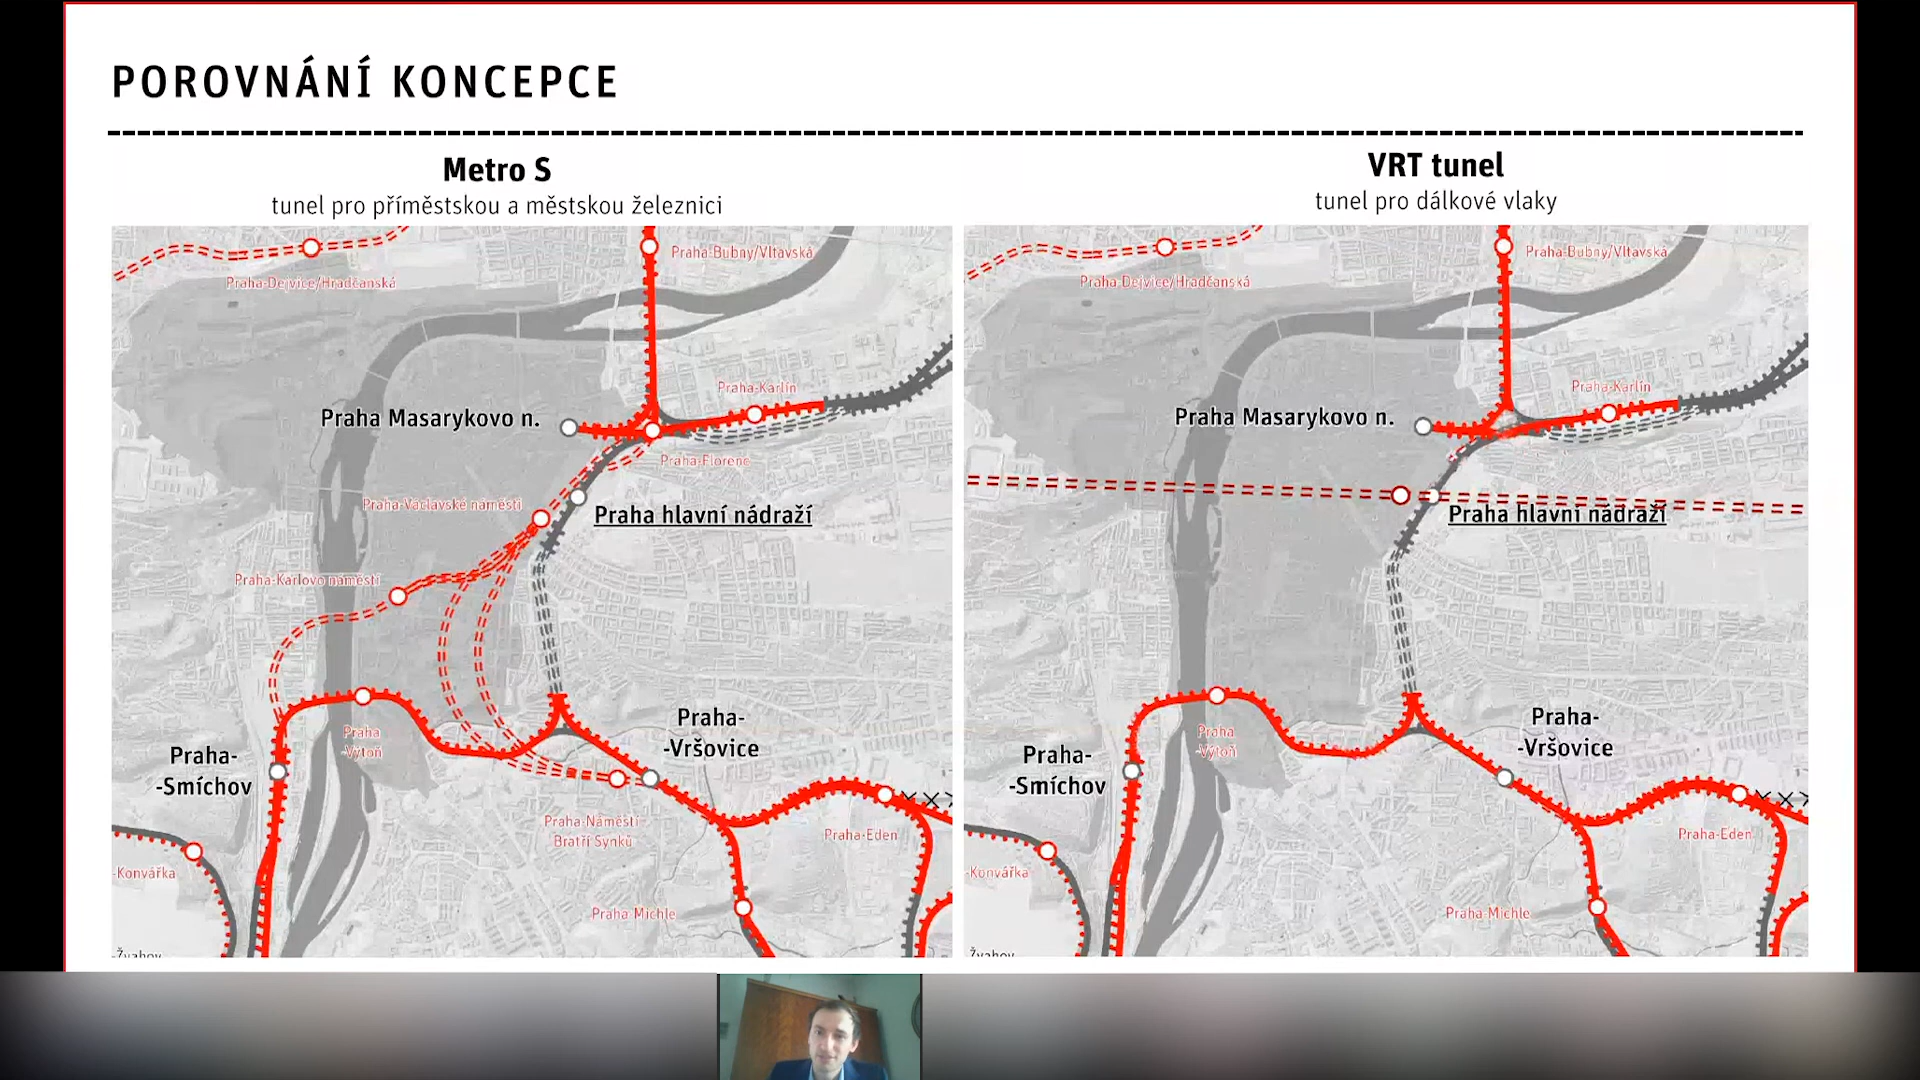 POROVNÁNÍ KONCEPCE
Metro S
tunel pro příměstskou a městskou železnici
Praha-Bubny/Vltavská
Praha-Dejvice/Hradčanská
Praha-Karlín
Praha Masarykovo n.
Praha-Florenc
Praha-Václavské náměstí
Praha hlavní nádraží
Praha-Karlovo náměstí
Praha-
-Vršovice
Praha
-Výtoň
Praha-
-Smíchov
Praha-Náměstí
Bratří Synků
Praha-Eden
-Konvářka
Praha-Michle
-Žvahov
VRT tunel
tunel pro dálkové vlaky
Praha-Bubny/Vltavská
Praha-Dejvice/Hradčanská
Praha-Karlín
Praha Masarykovo n.
Praha hlavní nádraží
Praha-
-Vršovice
Praha
-Výtoň
Praha-
-Smíchov
Praha-Eden
-Konvářka
Praha-Michle
Žvahov